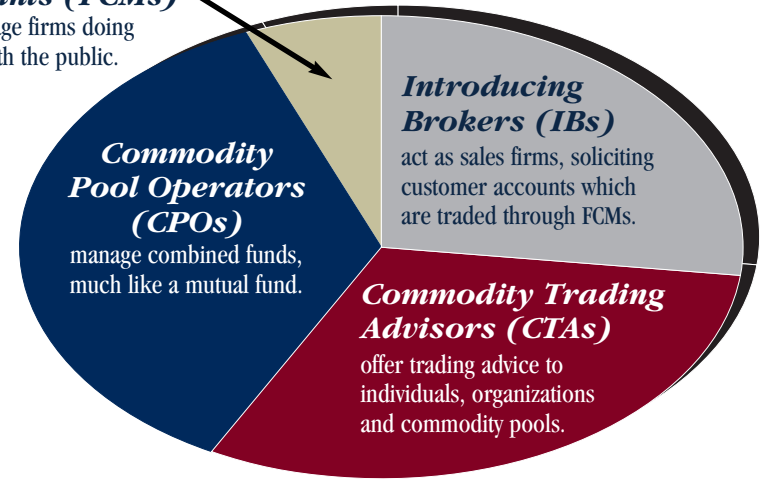 (FCMs)
firms doing
the public.
Introducing
Brokers (IBs)
act as sales firms, soliciting
customer accounts which
are traded through FCMs.
Commodity
Pool Operators
(CPOs)
manage combined funds,
much like a mutual fund.
Commodity Trading
Advisors (CTAs)
offer trading advice to
individuals, organizations
and commodity pools.